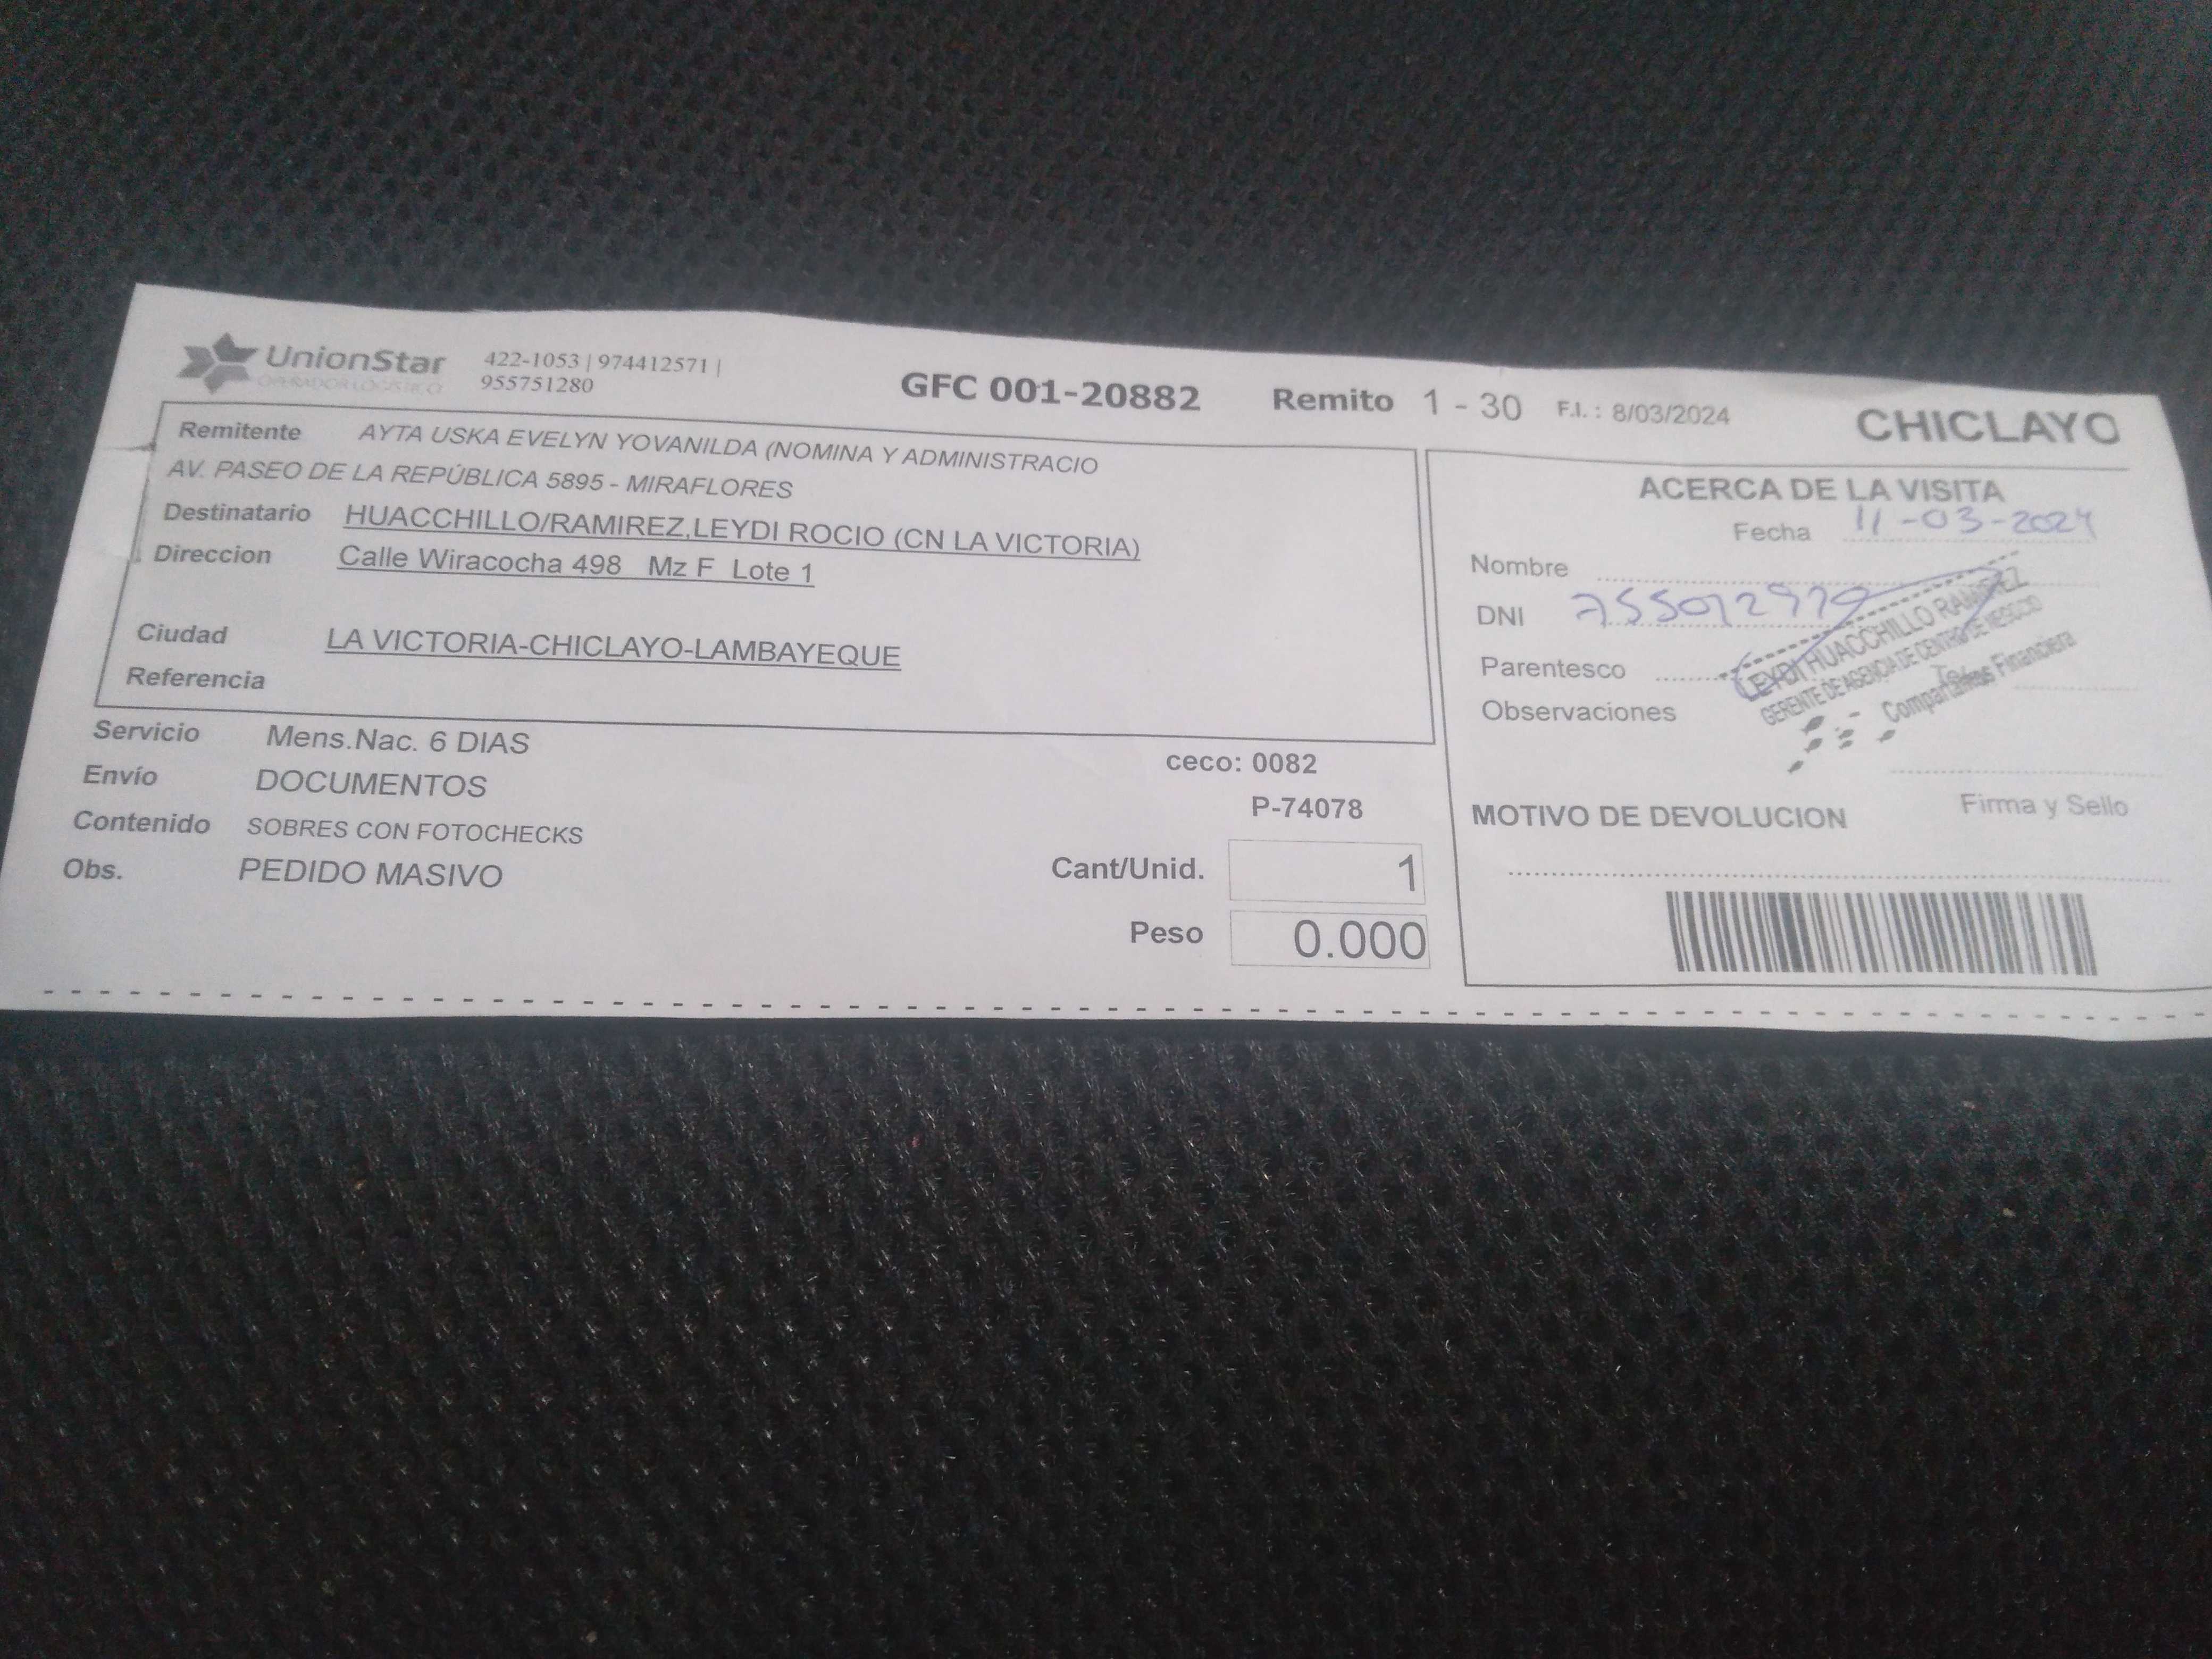 UnionStar
OPERADOR LOGISTICO
422-1053 | 974412571 |
955751280
GFC 001-20882
Remito 1 - 30
F.I. : 8/03/2024
CHICLAYO
Remitente AYTA USKA EVELYN YOVANILDA (NOMINA Y ADMINISTRACIO
AV. PASEO DE LA REPÚBLICA 5895 - MIRAFLORES
Destinatario HUACCHILLO/RAMIREZ,LEYDI ROCIO (CN LA VICTORIA)
Direccion Calle Wiracocha 498 Mz F Lote 1
Ciudad LA VICTORIA-CHICLAYO-LAMBAYEQUE
Referencia
Servicio Mens.Nac. 6 DIAS
Envío DOCUMENTOS
Contenido SOBRES CON FOTOCHECKS
Obs. PEDIDO MASIVO
ceco: 0082
P-74078
Cant/Unid. 1
Peso 0.000
ACERCA DE LA VISITA
Fecha 11-03-2024
Nombre
DNI
Parentesco
Observaciones
LEYDI HUACCHILLO RAMIREZ
GERENTE DE AGENCIA DE CENTRO DE NEGOCIO
Compartamos Financiera
Firma y Sello
MOTIVO DE DEVOLUCION